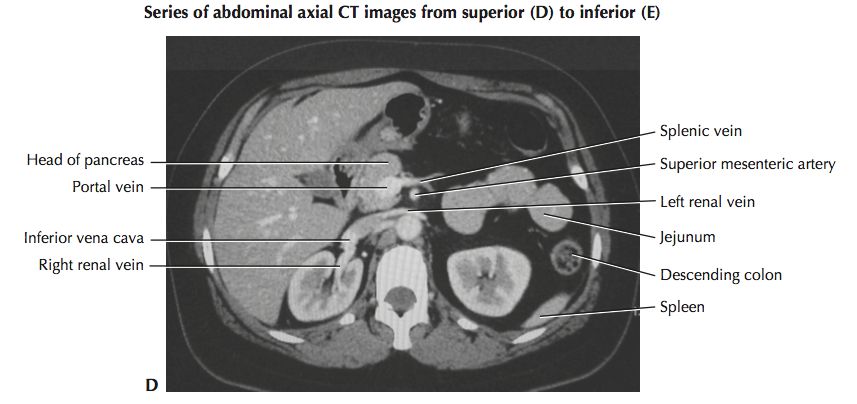 Series of abdominal axial CT images from superior (D) to inferior (E)
Head of pancreas
Portal vein
Inferior vena cava
Right renal vein
Splenic vein
Superior mesenteric artery
Left renal vein
Jejunum
Descending colon
Spleen
D